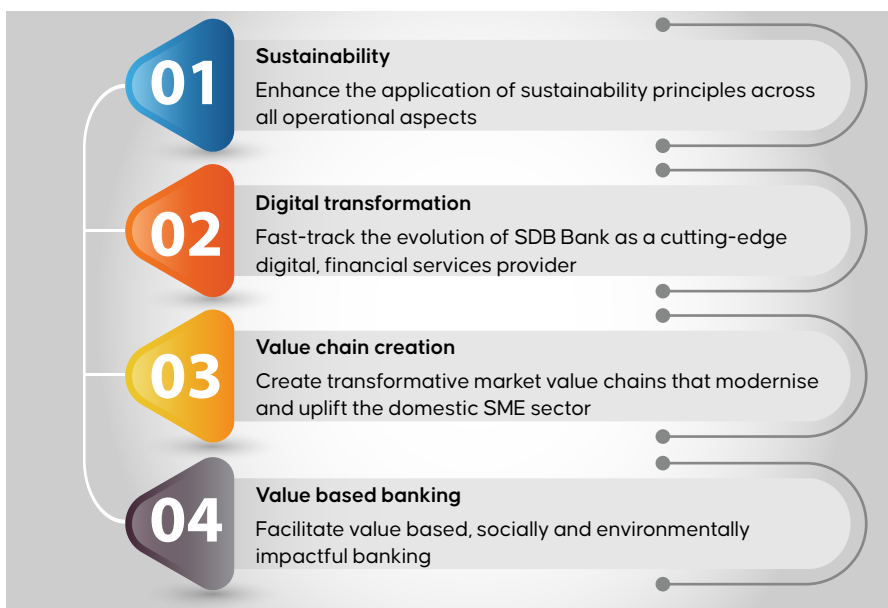 01
Sustainability
Enhance the application of sustainability principles across
all operational aspects
02
Digital transformation
Fast-track the evolution of SDB Bank as a cutting-edge
digital, financial services provider
03
Value chain creation
Create transformative market value chains that modernise
and uplift the domestic SME sector
04
Value based banking
Facilitate value based, socially and environmentally
impactful banking